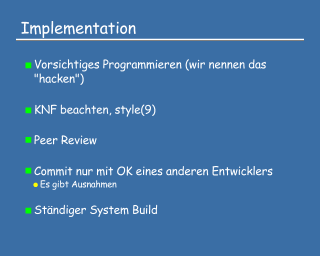 Implementation
Vorsichtiges Programmieren (wir nennen das
"hacken")
KNF beachten, style(9)
Peer Review
Commit nur mit OK eines anderen Entwicklers
Es gibt Ausnahmen
Ständiger System Build